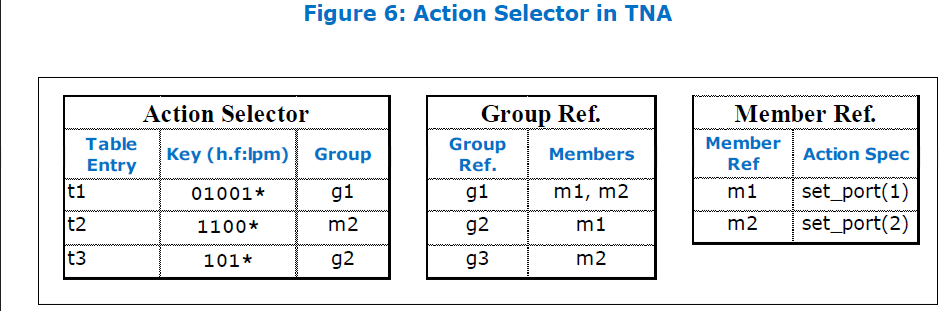 Figure 6: Action Selector in TNA
Action Selector
Table Entry Key (h.f:lpm) Group
t1 01001* g1
t2 1100* m2
t3 101* g2
Group Ref.
Group Ref. Members
g1 m1, m2
g2 m1
g3 m2
Member Ref.
Member Ref Action Spec
m1 set_port(1)
m2 set_port(2)